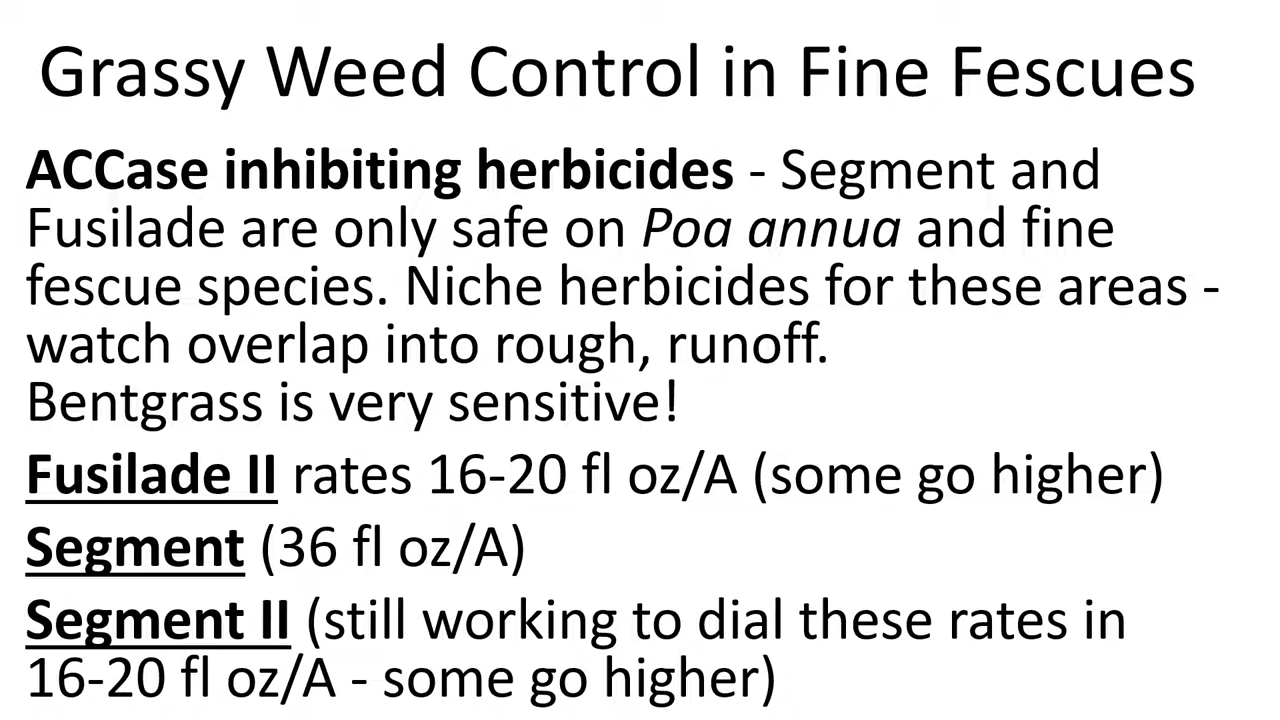 Grassy Weed Control in Fine Fescues
ACCase inhibiting herbicides - Segment and
Fusilade are only safe on Poa annua and fine
fescue species. Niche herbicides for these areas -
watch overlap into rough, runoff.
Bentgrass is very sensitive!
Fusilade II rates 16-20 fl oz/A (some go higher)
Segment (36 fl oz/A)
Segment II (still working to dial these rates in
16-20 fl oz/A - some go higher)